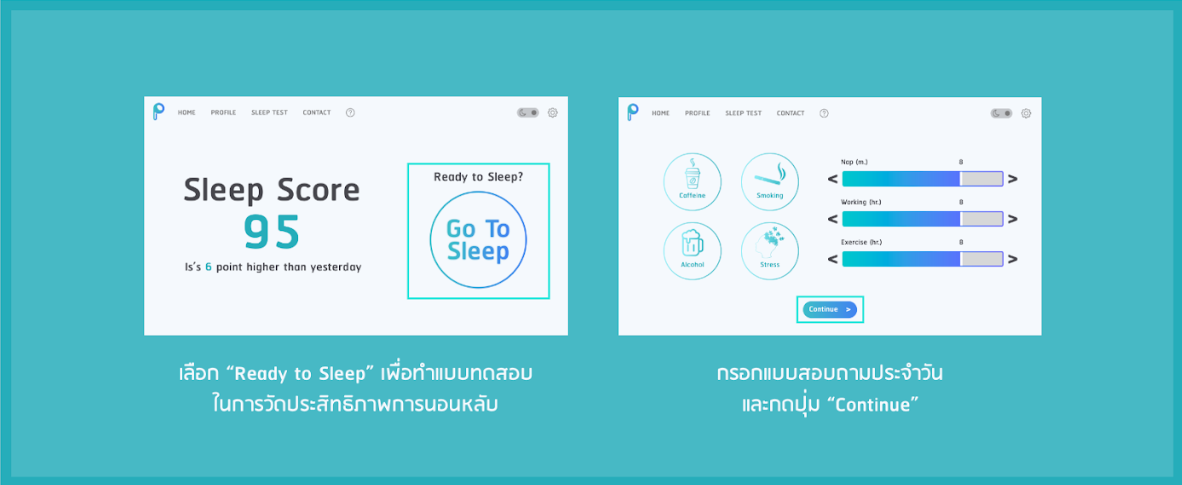 HOME PROFILE SLEEP TEST CONTACT ?
Sleep Score
95
Is's 6 point higher than yesterday
Ready to Sleep?
Go To
Sleep
เลือก “Ready to Sleep” เพื่อทำแบบทดสอบ
ในการวัดประสิทธิภาพการนอนหลับ
HOME PROFILE SLEEP TEST CONTACT ?
Caffeine
Smoking
Alcohol
Stress
Nap (m.) 8
< >
Working (hr.) 8
< >
Exercise (hr.) 8
< >
Continue >
กรอกแบบสอบถามประจำวัน
และกดปุ่ม “Continue”